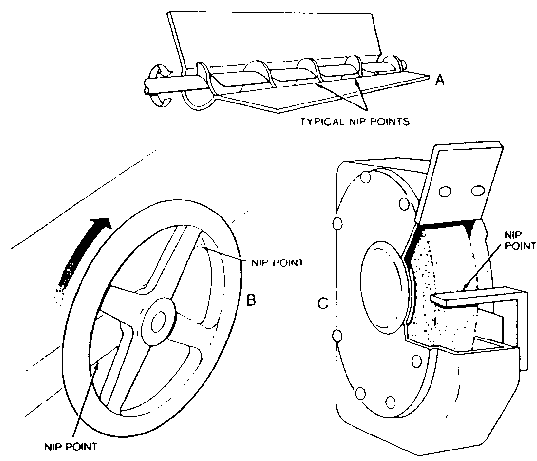 A
TYPICAL NIP POINTS
NIP POINT
B
NIP POINT
C
NIP
POINT